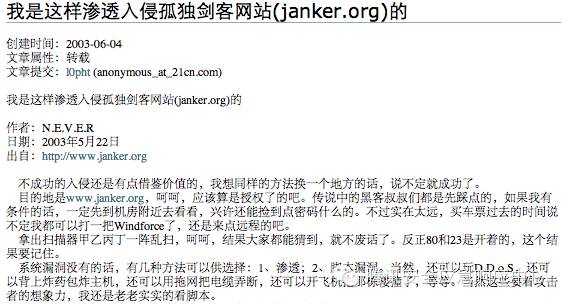 我是这样渗透入侵孤独剑客网站(janker.org)的
创建时间：2003-06-04
文章属性：转载
文章提交：l0pht (anonymous_at_21cn.com)
我是这样渗透入侵孤独剑客网站(janker.org)的
作者：N.E.V.E.R
日期：2003年5月22日
出自：http://www.janker.org
不成功的入侵还是有点借鉴价值的，我想同样的方法换一个地方的话，说不定就成功了。
目的地是www.janker.org，呵呵，应该算是授权了的吧。传说中的黑客叔叔们都是先踩点的，如果我有
条件的话，一定先到机房附近去看看，兴许还能捡到点密码什么的。不过实在太远，买车票过去的时间说
不定我都可以打一把Windforce了，还是来点远程的吧。
拿出扫描器甲乙丙丁一阵乱扫，呵呵，结果大家都能猜到，就不废话了。反正80和23是开着的，这个结
果要记住。
系统漏洞没有的话，有几种方法可以供选择：1、渗透；2、脚本漏洞。当然，还可以玩D.D.o.S，还可
以背上炸药包炸主机，还可以用拖网把电缆弄断，还可以开飞机
等等。当然这些要看攻击
者的想象力，我还是老老实实的看脚本。